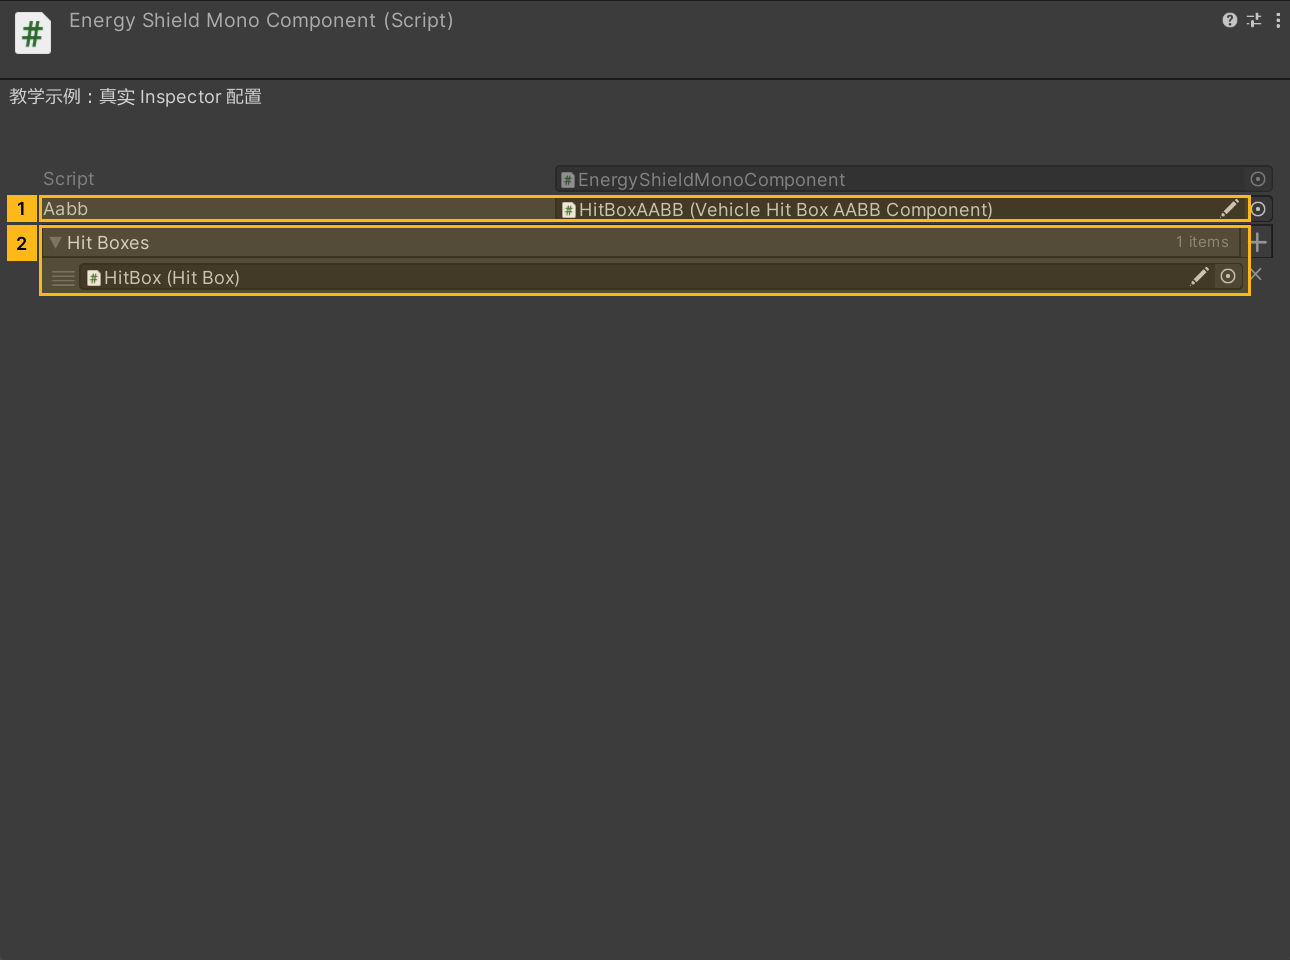 Energy Shield Mono Component (Script)
教学示例：真实 Inspector 配置
Script
EnergyShieldMonoComponent
1
Aabb
HitBoxAABB (Vehicle Hit Box AABB Component)
2
Hit Boxes
1 items
HitBox (Hit Box)